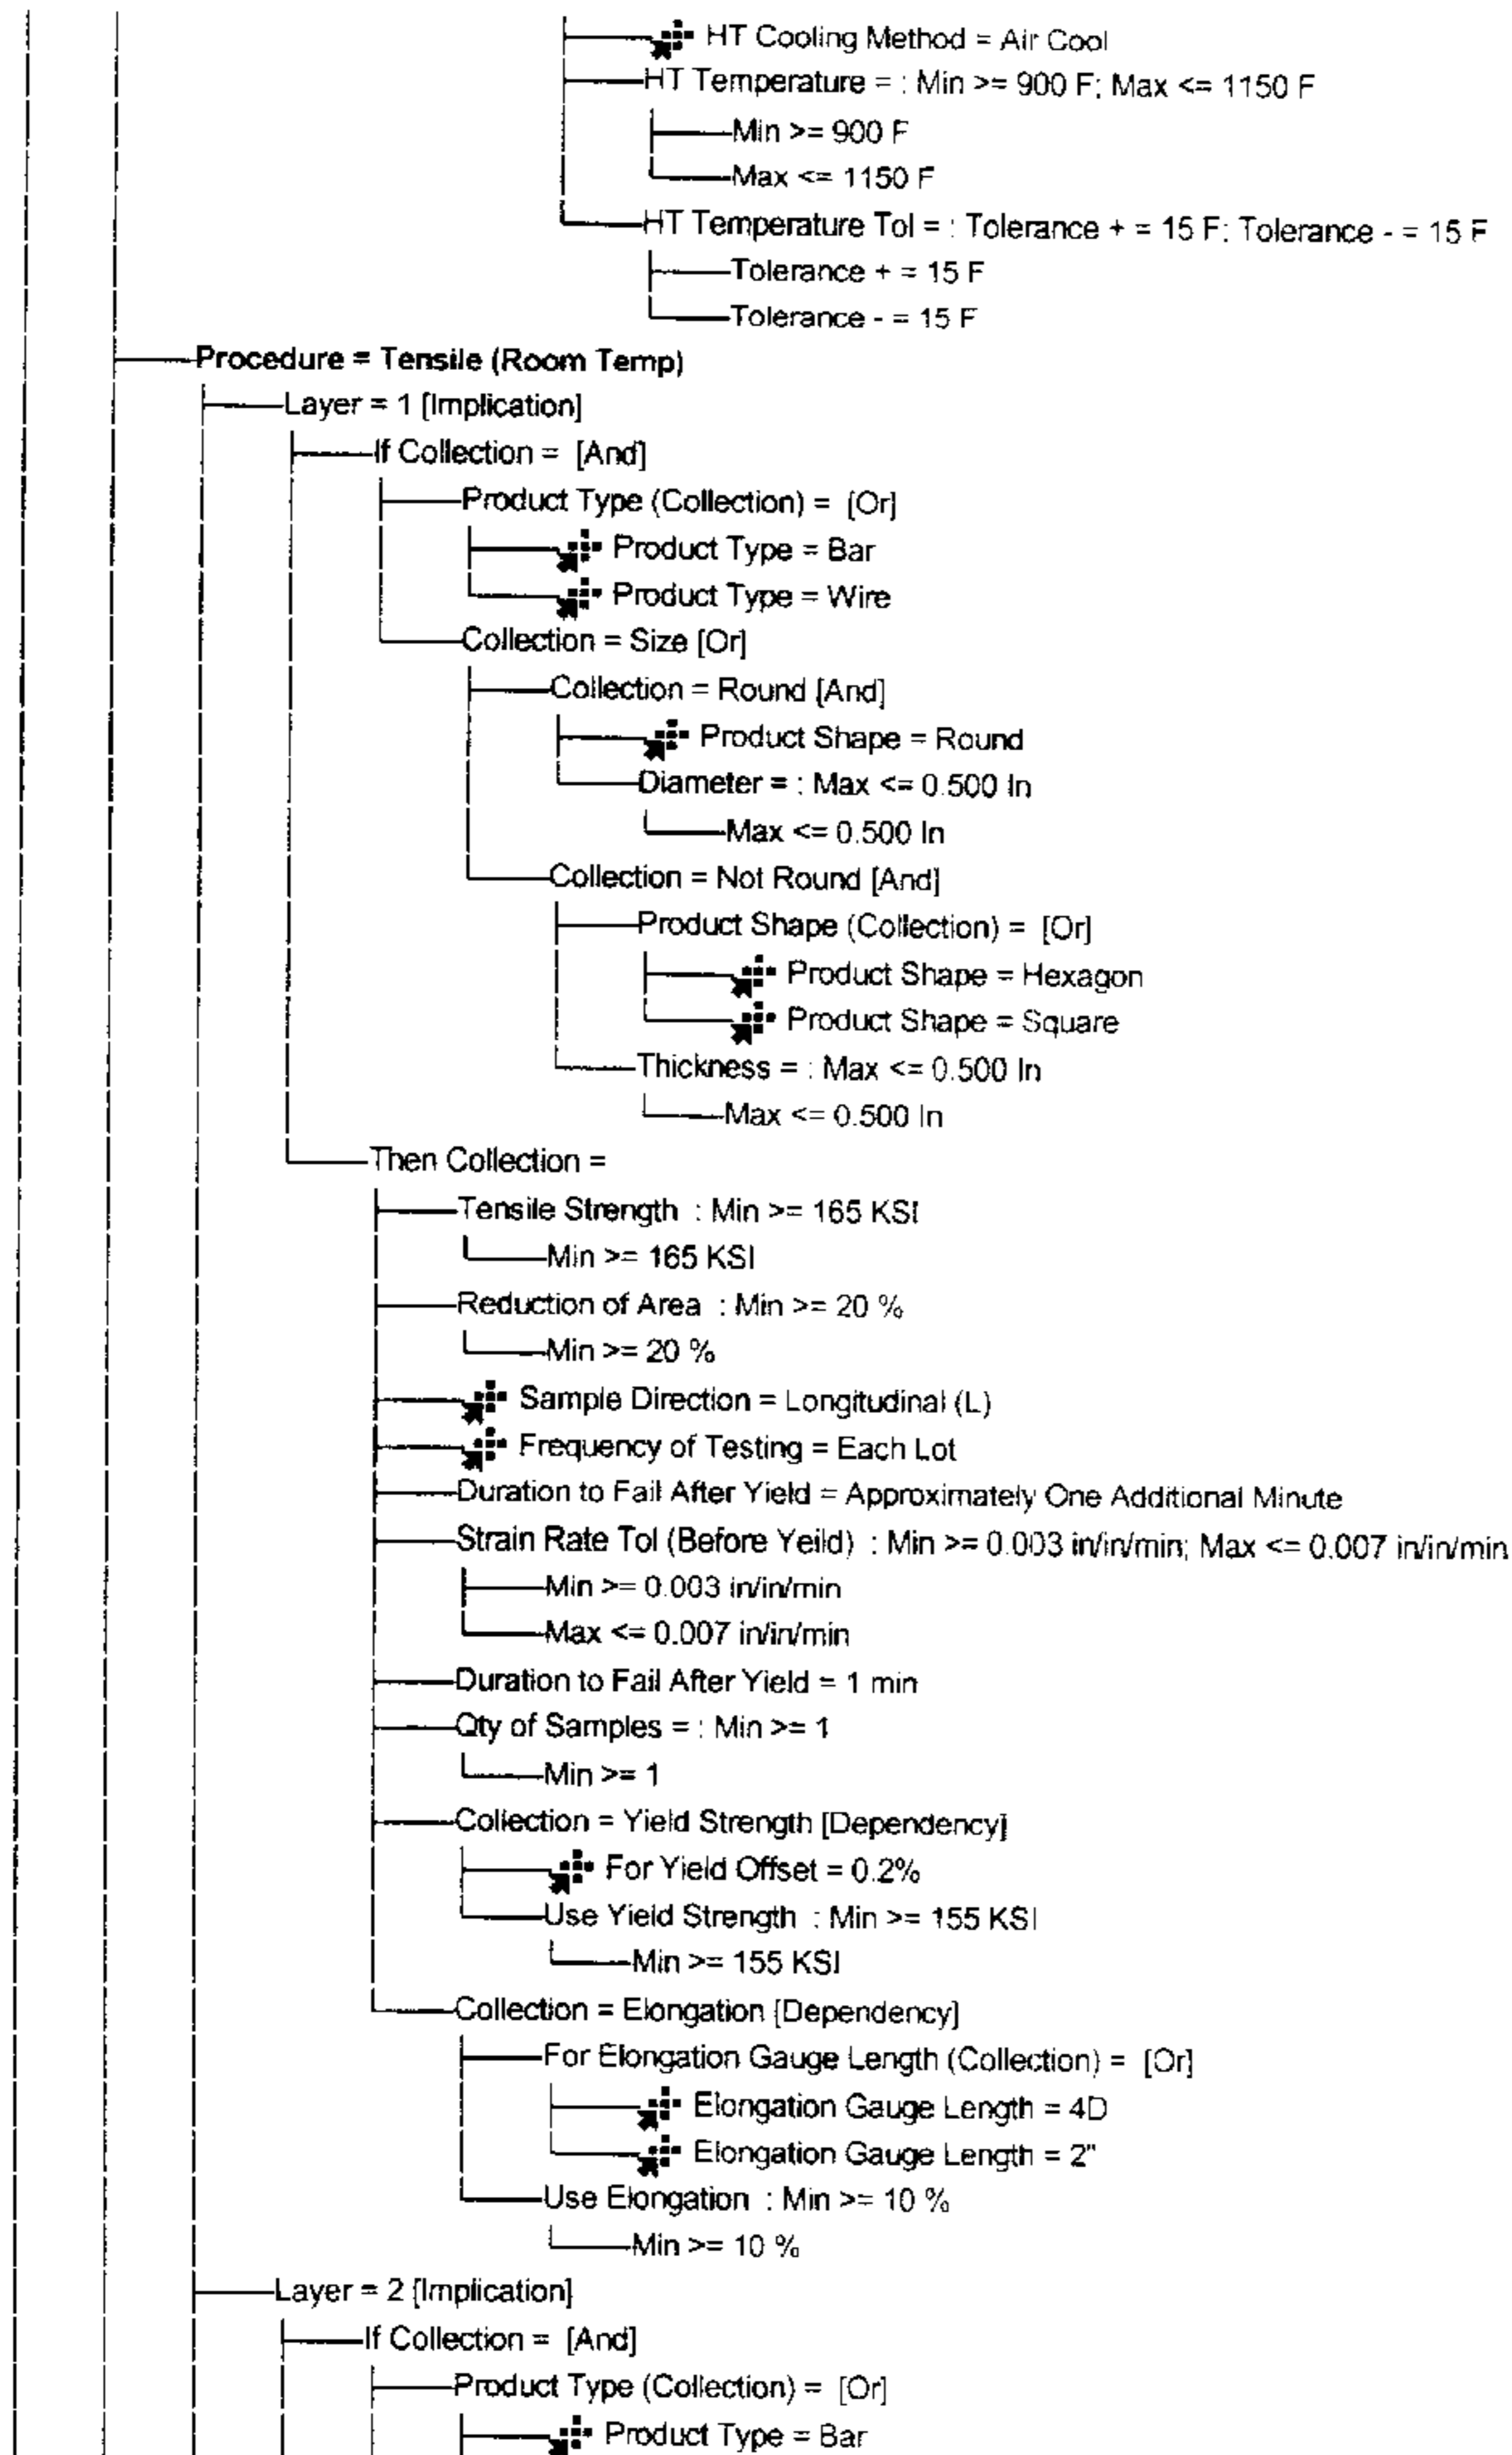 HT Cooling Method = Air Cool
HT Temperature = : Min >= 900 F; Max <= 1150 F
Min >= 900 F
Max <= 1150 F
HT Temperature Tol = : Tolerance + = 15 F; Tolerance - = 15 F
Tolerance + = 15 F
Tolerance - = 15 F
Procedure = Tensile (Room Temp)
Layer = 1 [Implication]
If Collection = [And]
Product Type (Collection) = [Or]
Product Type = Bar
Product Type = Wire
Collection = Size [Or]
Collection = Round [And]
Product Shape = Round
Diameter = : Max <= 0.500 In
Max <= 0.500 In
Collection = Not Round [And]
Product Shape (Collection) = [Or]
Product Shape = Hexagon
Product Shape = Square
Thickness = : Max <= 0.500 In
Max <= 0.500 In
Then Collection =
Tensile Strength : Min >= 165 KSI
Min >= 165 KSI
Reduction of Area : Min >= 20 %
Min >= 20 %
Sample Direction = Longitudinal (L)
Frequency of Testing = Each Lot
Duration to Fail After Yield = Approximately One Additional Minute
Strain Rate Tol (Before Yeild) : Min >= 0.003 in/in/min; Max <= 0.007 in/in/min
Min >= 0.003 in/in/min
Max <= 0.007 in/in/min
Duration to Fail After Yield = 1 min
Qty of Samples = : Min >= 1
Min >= 1
Collection = Yield Strength [Dependency]
For Yield Offset = 0.2%
Use Yield Strength : Min >= 155 KSI
Min >= 155 KSI
Collection = Elongation [Dependency]
For Elongation Gauge Length (Collection) = [Or]
Elongation Gauge Length = 4D
Elongation Gauge Length = 2"
Use Elongation : Min >= 10 %
Min >= 10 %
Layer = 2 [Implication]
If Collection = [And]
Product Type (Collection) = [Or]
Product Type = Bar